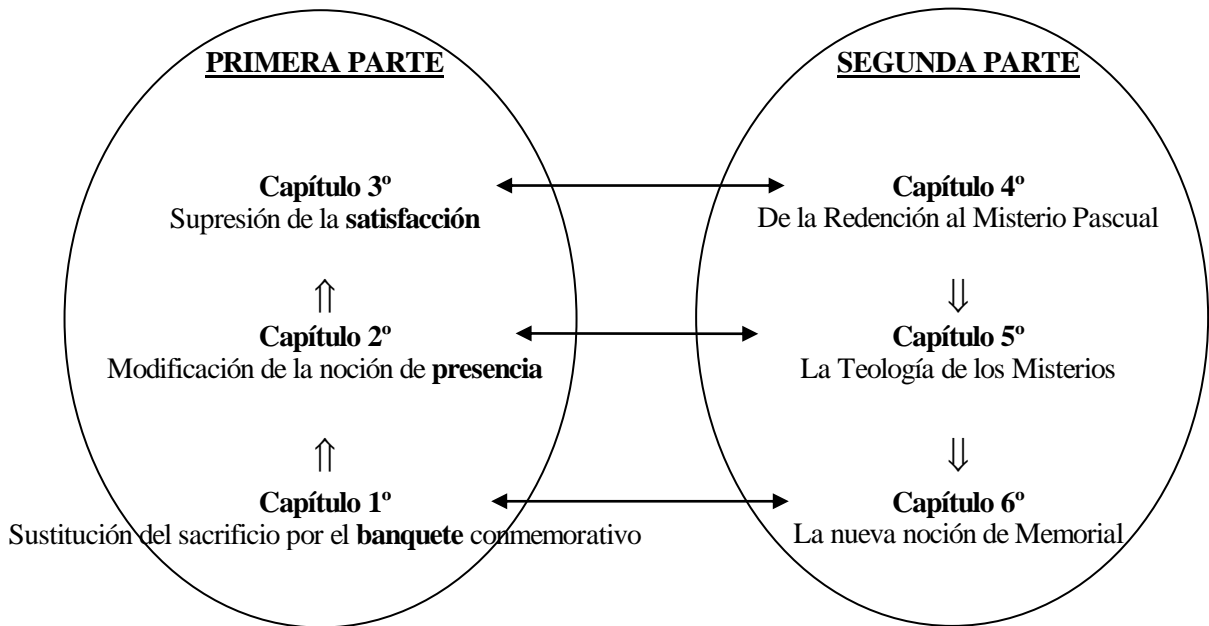 PRIMERA PARTE
Capítulo 3º
Supresión de la satisfacción
⇑
Capítulo 2º
Modificación de la noción de presencia
⇑
Capítulo 1º
Sustitución del sacrificio por el banquete conmemorativo
SEGUNDA PARTE
Capítulo 4º
De la Redención al Misterio Pascual
⇓
Capítulo 5º
La Teología de los Misterios
⇓
Capítulo 6º
La nueva noción de Memorial